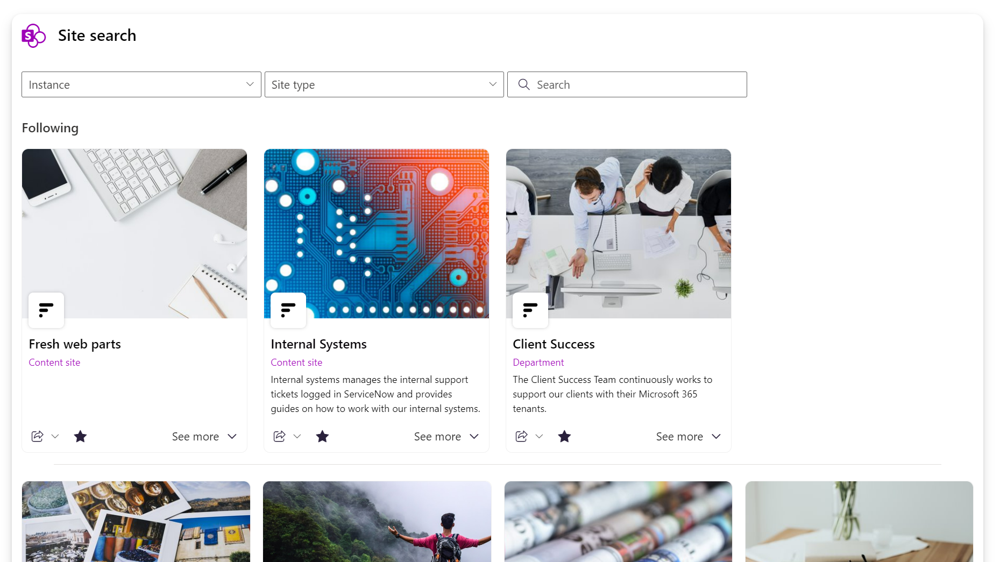 S
Site search
Instance
Site type
Search
Following
Fresh web parts
Content site
See more
Internal Systems
Content site
Internal systems manages the internal support
tickets logged in ServiceNow and provides
guides on how to work with our internal systems.
See more
Client Success
Department
The Client Success Team continuously works to
support our clients with their Microsoft 365
tenants.
See more